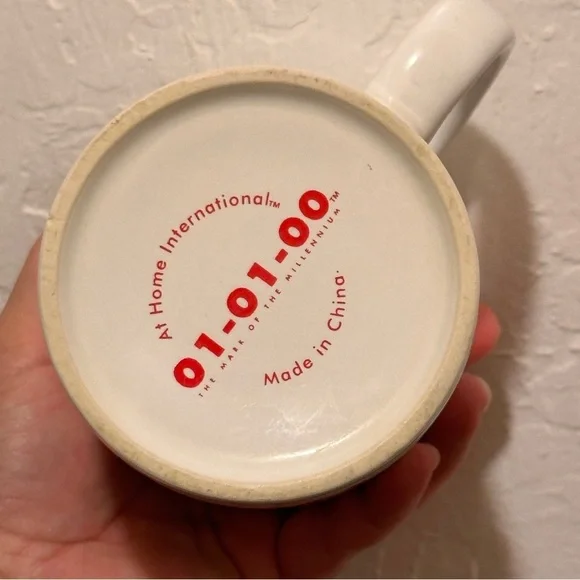 At Home International™
01-01-00™
THE MARK OF THE MILLENNIUM
Made in China.